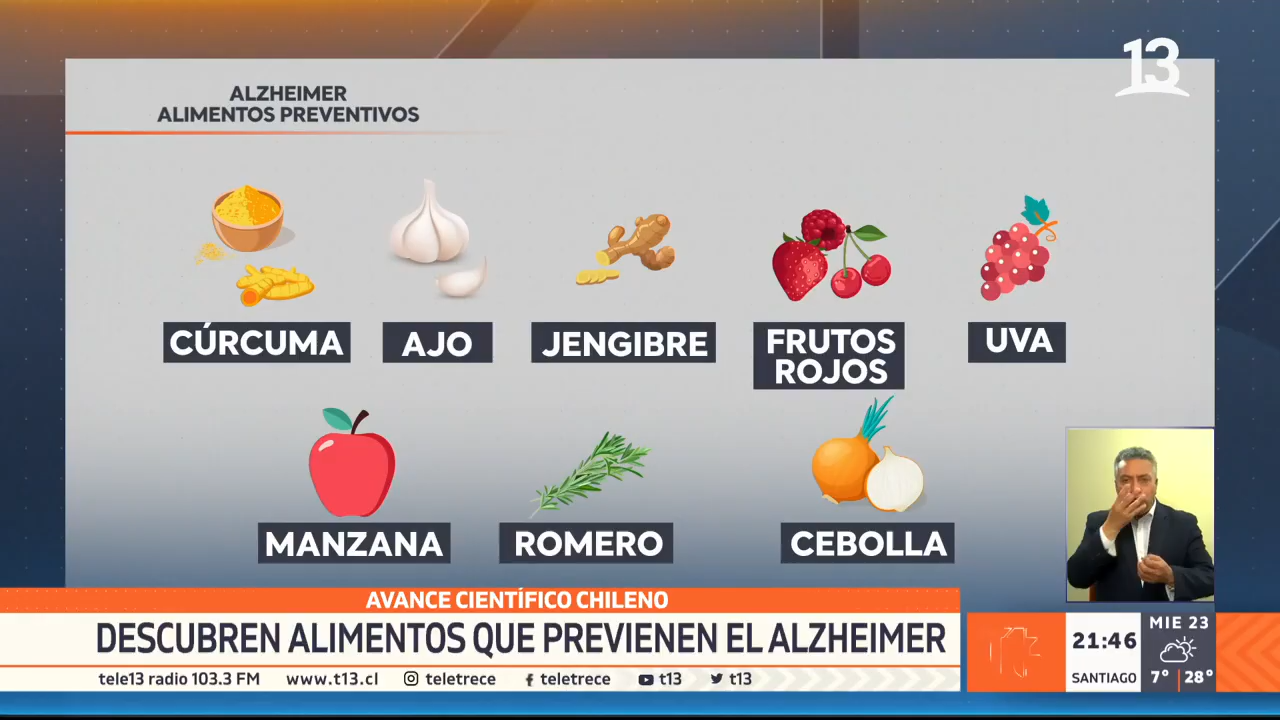 13
ALZHEIMER
ALIMENTOS PREVENTIVOS
CÚRCUMA
AJO
JENGIBRE
FRUTOS
ROJOS
UVA
MANZANA
ROMERO
CEBOLLA
AVANCE CIENTÍFICO CHILENO
DESCUBREN ALIMENTOS QUE PREVIENEN EL ALZHEIMER
tele13 radio 103.3 FM www.t13.cl teletrece teletrece t13 t13
21:46
SANTIAGO
MIE 23
7° 28°